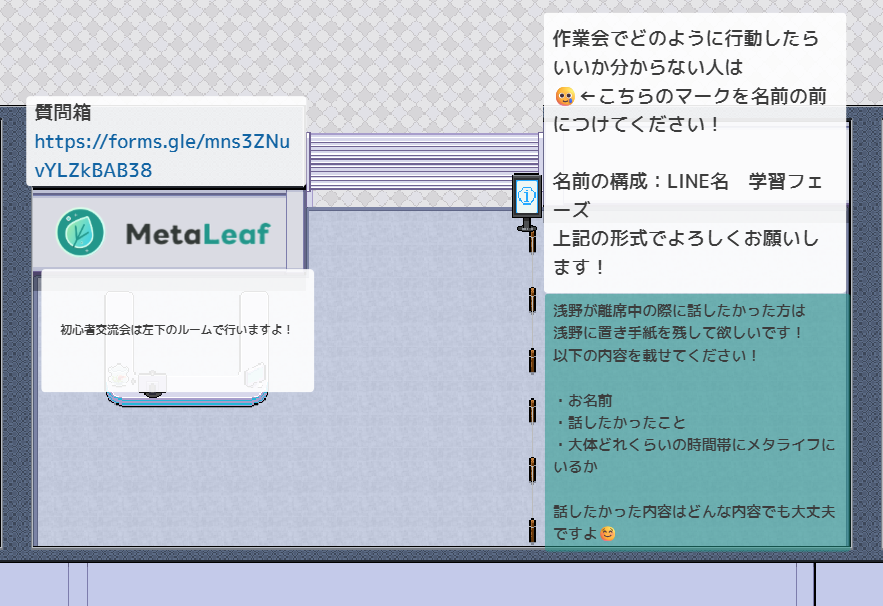 質問箱
https://forms.gle/mns3ZNu
vYLZkBAB38
MetaLeaf
初心者交流会は左下のルームで行いますよ！
作業会でどのように行動したら
いいか分からない人は
🥲←こちらのマークを名前の前
につけてください！
名前の構成：LINE名　学習フェ
ーズ
上記の形式でよろしくお願いし
ます！
浅野が離席中の際に話したかった方は
浅野に置き手紙を残して欲しいです！
以下の内容を載せてください！
・お名前
・話したかったこと
・大体どれくらいの時間帯にメタライフに
いるか
話したかった内容はどんな内容でも大丈夫
ですよ😊